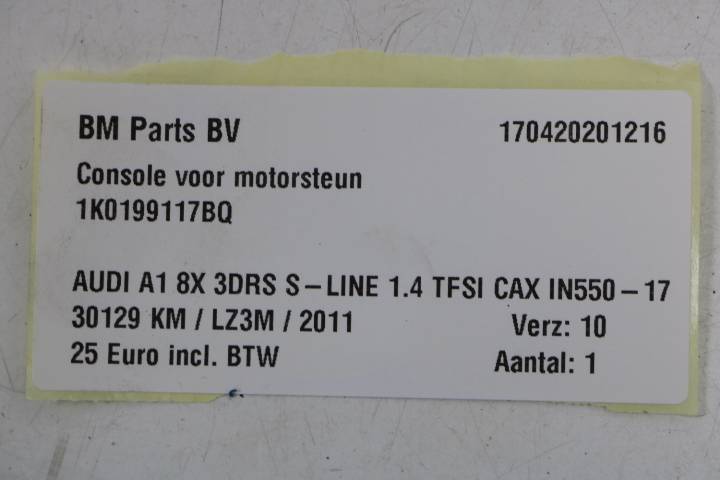 BM Parts BV 170420201216
Console voor motorsteun
1K0199117BQ
AUDI A1 8X 3DRS S-LINE 1.4 TFSI CAX IN550-17
30129 KM / LZ3M / 2011 Verz: 10
25 Euro incl. BTW Aantal: 1